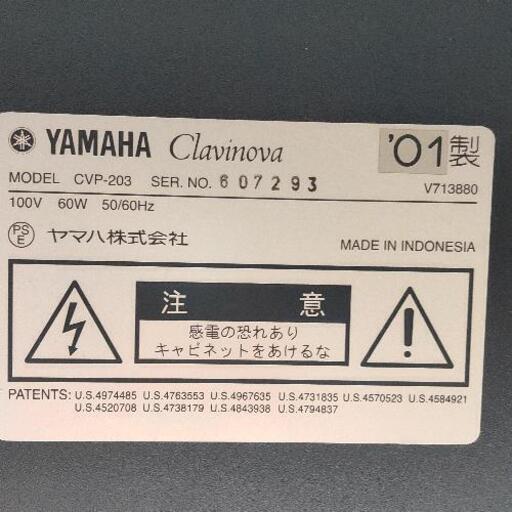 YAMAHA Clavinova '01製
MODEL CVP-203 SER. NO. 607293 V713880
100V 60W 50/60Hz
PSE ヤマハ株式会社 MADE IN INDONESIA
注意
感電の恐れあり
キャビネットをあけるな
PATENTS: U.S.4974485 U.S.4763553 U.S.4967635 U.S.4731835 U.S.4570523 U.S.4584921
U.S.4520708 U.S.4738179 U.S.4843938 U.S.4794837